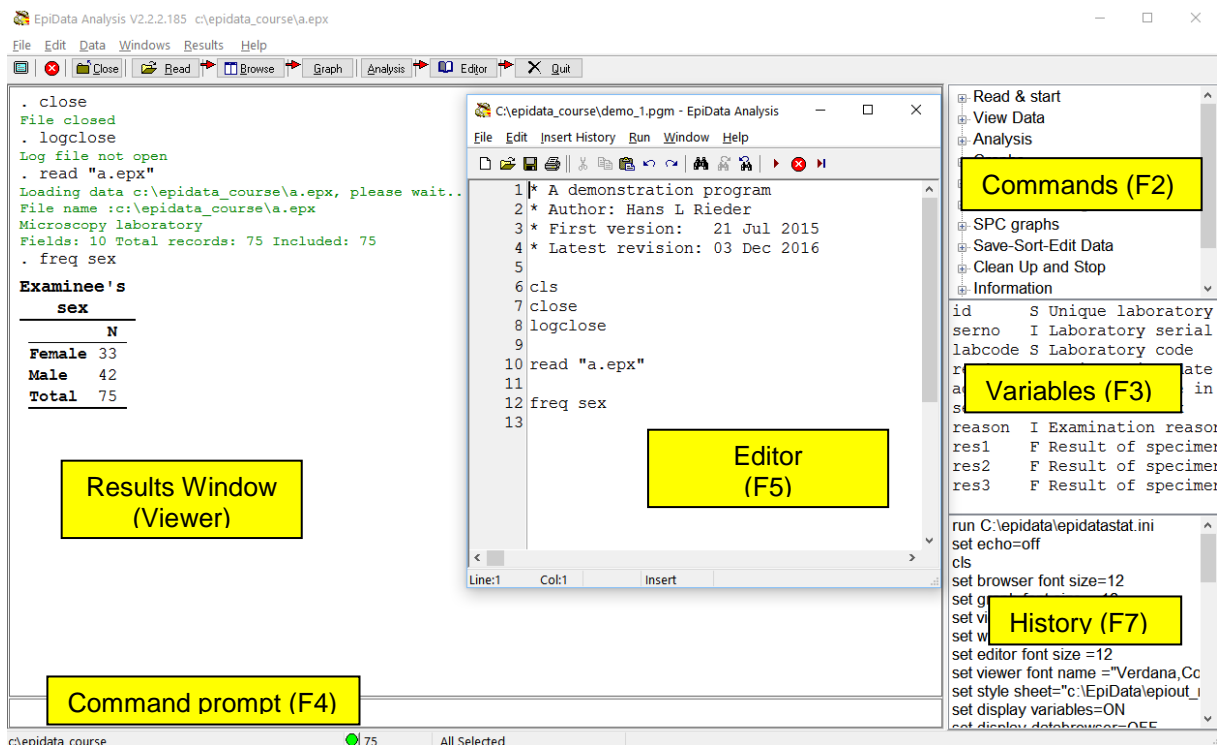 EpiData Analysis V2.2.2.185 c:\epidata_course\a.epx
File Edit Data Windows Results Help
Close Read Browse Graph Analysis Editor Quit
. close
File closed
. logclose
Log file not open
. read "a.epx"
Loading data c:\epidata_course\a.epx, please wait..
File name :c:\epidata_course\a.epx
Microscopy laboratory
Fields: 10 Total records: 75 Included: 75
. freq sex
Examinee's
sex
N
Female 33
Male 42
Total 75
Results Window
(Viewer)
Command prompt (F4)
C:\epidata_course\demo_1.pgm - EpiData Analysis
File Edit Insert History Run Window Help
1 * A demonstration program
2 * Author: Hans L Rieder
3 * First version: 21 Jul 2015
4 * Latest revision: 03 Dec 2016
5
6 cls
7 close
8 logclose
9
10 read "a.epx"
11
12 freq sex
13
Editor
(F5)
Line:1 Col:1 Insert
Read & start
View Data
Analysis
Commands (F2)
SPC graphs
Save-Sort-Edit Data
Clean Up and Stop
Information
id S Unique laboratory
serno I Laboratory serial
labcode S Laboratory code
Variables (F3)
in
reason I Examination reason
res1 F Result of specimen
res2 F Result of specimen
res3 F Result of specimen
run C:\epidata\epidatastat.ini
set echo=off
cls
set browser font size=12
History (F7)
set
set editor font size =12
set viewer font name ="Verdana,Co
set style sheet="c:\EpiData\epiout_
set display variables=ON
set display databrowser=OFF
c:\epidata_course 75 All Selected